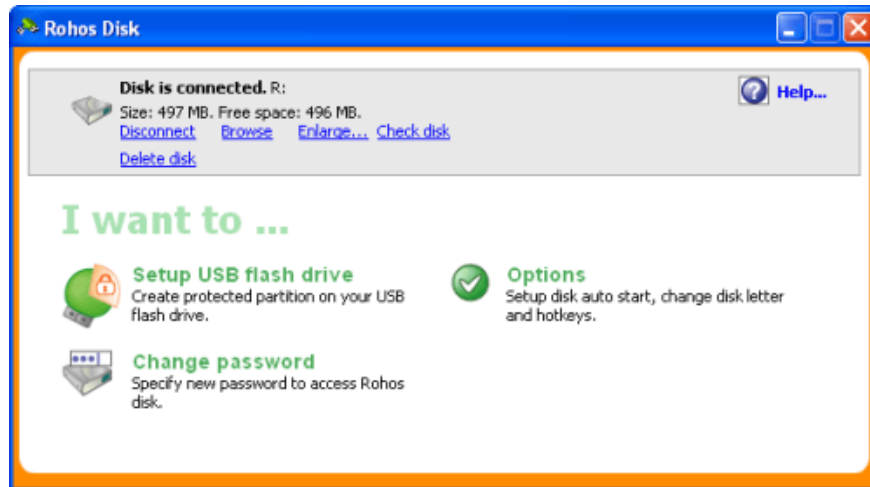 Rohos Disk
Disk is connected. R:
Help...
Size: 497 MB. Free space: 496 MB.
Disconnect Browse Enlarge... Check disk
Delete disk
I want to ...
Setup USB flash drive
Create protected partition on your USB
flash drive.
Options
Setup disk auto start, change disk letter
and hotkeys.
Change password
Specify new password to access Rohos
disk.